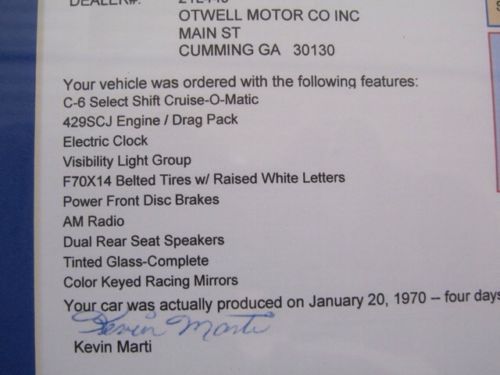 OTWELL MOTOR CO INC
MAIN ST
CUMMING GA 30130
Your vehicle was ordered with the following features:
C-6 Select Shift Cruise-O-Matic
429SCJ Engine / Drag Pack
Electric Clock
Visibility Light Group
F70X14 Belted Tires w/ Raised White Letters
Power Front Disc Brakes
AM Radio
Dual Rear Seat Speakers
Tinted Glass-Complete
Color Keyed Racing Mirrors
Your car was actually produced on January 20, 1970 -- four days
Kevin Marti
Kevin Marti